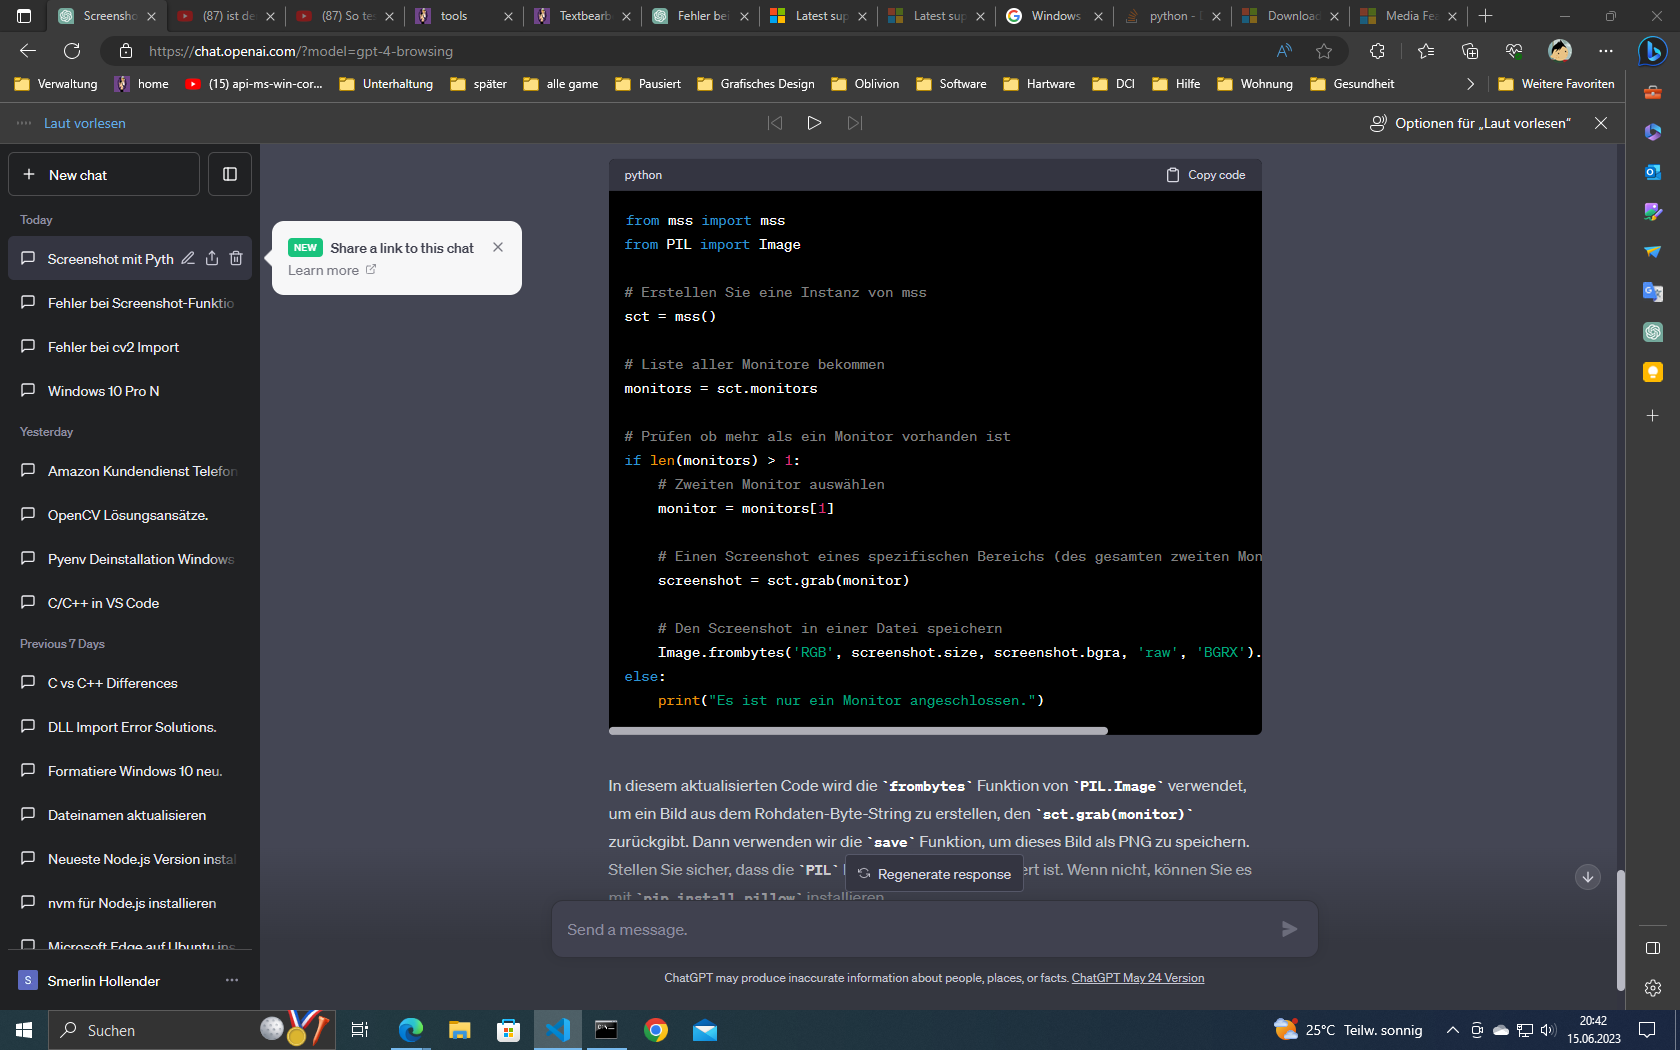 Screensho
(87) ist de
(87) So te
tools
Textbearb
Fehler bei
Latest sup
Latest sup
Windows
python -
Download
Media Fea
https://chat.openai.com/?model=gpt-4-browsing
Verwaltung
home
(15) api-ms-win-cor...
Unterhaltung
später
alle game
Pausiert
Grafisches Design
Oblivion
Software
Hartware
DCI
Hilfe
Wohnung
Gesundheit
Weitere Favoriten
Laut vorlesen
Optionen für „Laut vorlesen"
New chat
Today
Screenshot mit Pyth
Fehler bei Screenshot-Funktio
Fehler bei cv2 Import
Windows 10 Pro N
Yesterday
Amazon Kundendienst Telefon
OpenCV Lösungsansätze.
Pyenv Deinstallation Windows
C/C++ in VS Code
Previous 7 Days
C vs C++ Differences
DLL Import Error Solutions.
Formatiere Windows 10 neu.
Dateinamen aktualisieren
Neueste Node.js Version instal
nvm für Node.js installieren
Microsoft Edge auf Ubuntu ins
S
Smerlin Hollender
NEW Share a link to this chat
Learn more
python
Copy code
from mss import mss
from PIL import Image
# Erstellen Sie eine Instanz von mss
sct = mss()
# Liste aller Monitore bekommen
monitors = sct.monitors
# Prüfen ob mehr als ein Monitor vorhanden ist
if len(monitors) > 1:
    # Zweiten Monitor auswählen
    monitor = monitors[1]
    # Einen Screenshot eines spezifischen Bereichs (des gesamten zweiten Mon
    screenshot = sct.grab(monitor)
    # Den Screenshot in einer Datei speichern
    Image.frombytes('RGB', screenshot.size, screenshot.bgra, 'raw', 'BGRX').
else:
    print("Es ist nur ein Monitor angeschlossen.")
In diesem aktualisierten Code wird die `frombytes` Funktion von `PIL.Image` verwendet,
um ein Bild aus dem Rohdaten-Byte-String zu erstellen, den `sct.grab(monitor)`
zurückgibt. Dann verwenden wir die `save` Funktion, um dieses Bild als PNG zu speichern.
Stellen Sie sicher, dass die `PIL` ert ist. Wenn nicht, können Sie es
mit `pip install pillow` installieren
Regenerate response
Send a message.
ChatGPT may produce inaccurate information about people, places, or facts. ChatGPT May 24 Version
Suchen
25°C Teilw. sonnig
20:42
15.06.2023